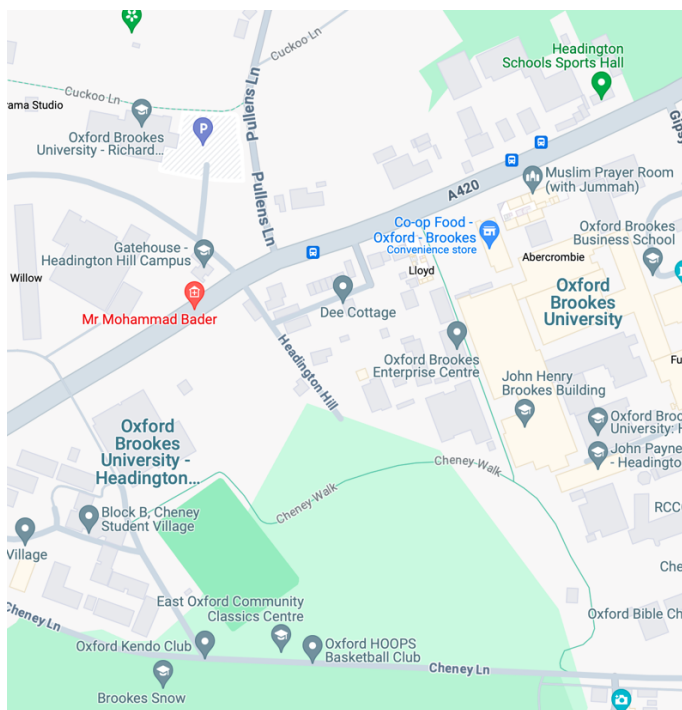 Cuckoo Ln
Headington
Schools Sports Hall
Cuckoo Ln
rama Studio
Oxford Brookes
University - Richard...
P
Pullens Ln
Gipsy
Pullens Ln
A420
Muslim Prayer Room
(with Jummah)
Co-op Food -
Oxford - Brookes
Convenience store
Oxford Brookes
Business School
Gatehouse -
Headington Hill Campus
Abercrombie
Lloyd
Willow
Oxford
Brookes
University
Mr Mohammad Bader
Dee Cottage
Headington Hill
Oxford Brookes
Enterprise Centre
Fu
John Henry
Brookes Building
Oxford
Brookes
University -
Headington...
Oxford Broo
University: H
John Payne
- Headington
Cheney Walk
Cheney Walk
Block B, Cheney
Student Village
RCCG
Village
Che
East Oxford Community
Classics Centre
Oxford Bible Ch
Cheney Ln
Oxford Kendo Club
Oxford HOOPS
Basketball Club
Cheney Ln
Brookes Snow